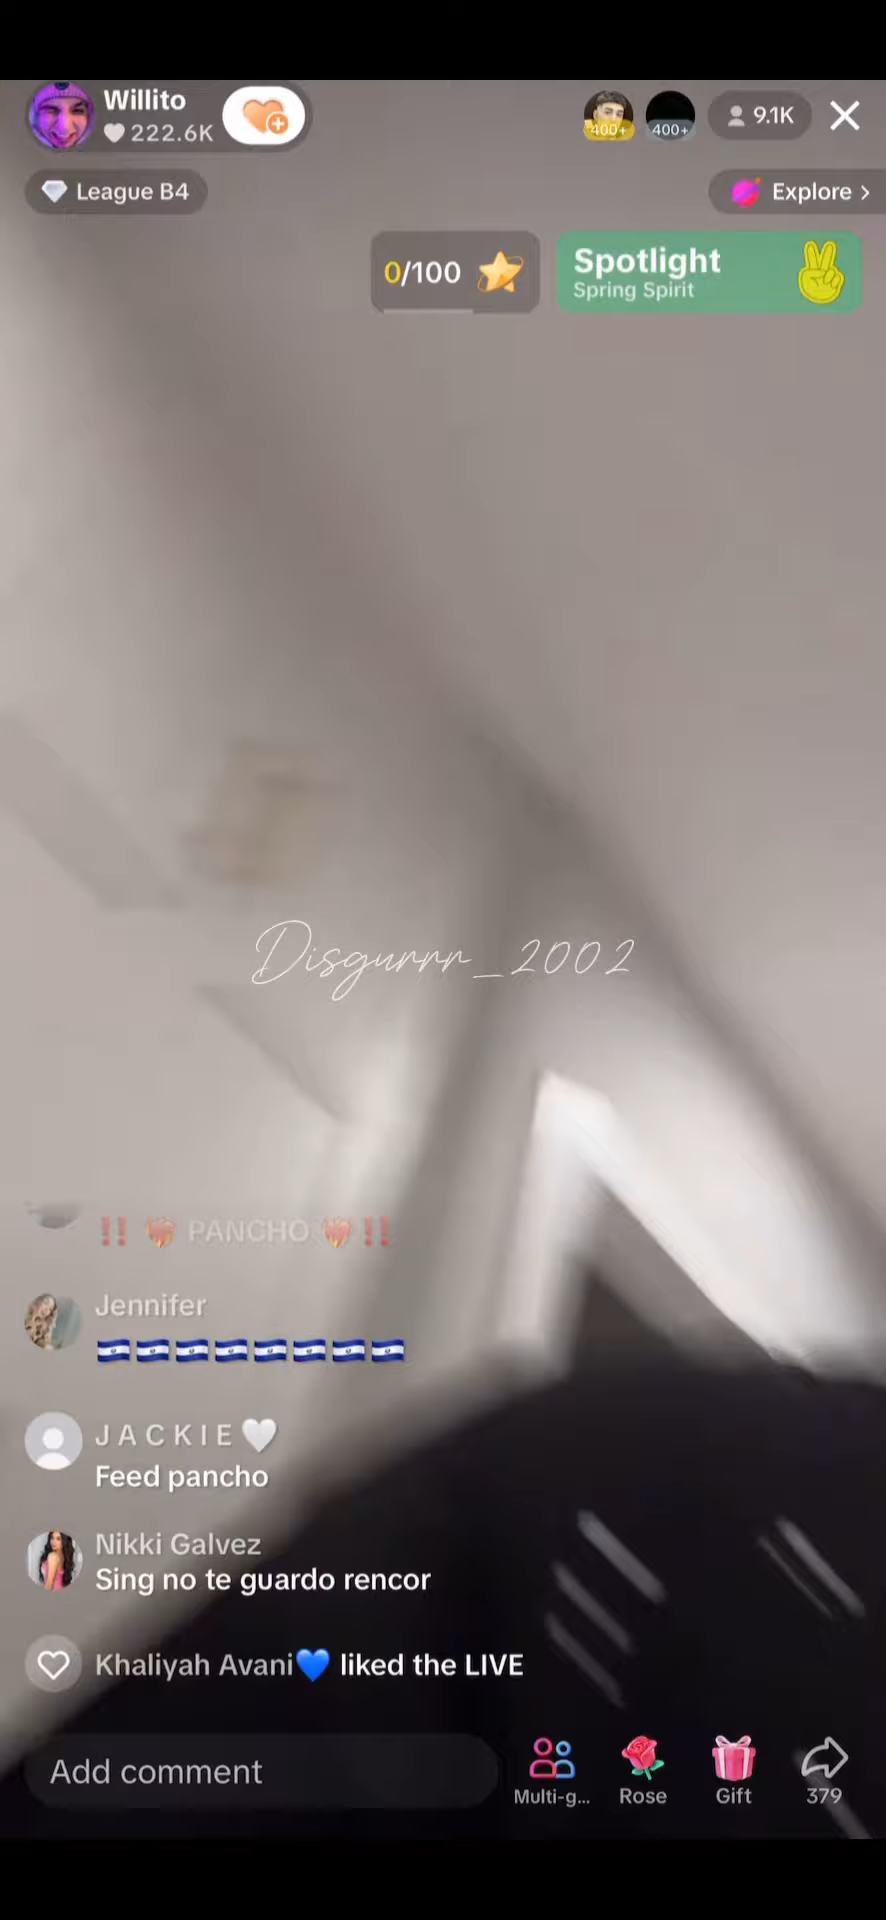 Willito
222.6K
400+
400+
9.1K
League B4
Explore >
0/100
Spotlight
Spring Spirit
Disgurrr_2002
‼️ ❤️‍🔥 PANCHO ❤️‍🔥 ‼️
Jennifer
🇸🇻🇸🇻🇸🇻🇸🇻🇸🇻🇸🇻🇸🇻🇸🇻
J A C K I E 🤍
Feed pancho
Nikki Galvez
Sing no te guardo rencor
Khaliyah Avani💙 liked the LIVE
Add comment
Multi-g...
Rose
Gift
379